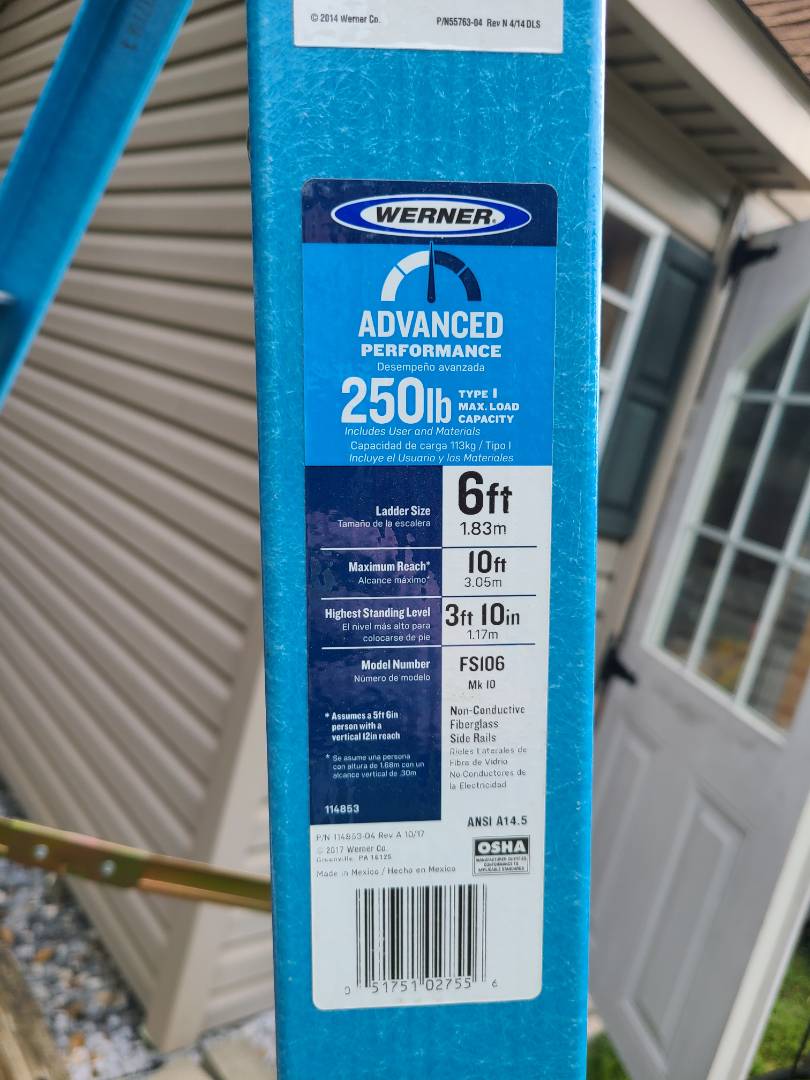 © 2014 Werner Co. P/N55763-04 Rev N 4/14 DLS
WERNER
ADVANCED
PERFORMANCE
Desempeño avanzada
250lb TYPE I
MAX. LOAD
CAPACITY
Includes User and Materials
Capacidad de carga 113kg / Tipo I
Incluye el Usuario y los Materiales
Ladder Size 6ft
Tamaño de la escalera 1.83m
Maximum Reach* 10ft
Alcance máximo* 3.05m
Highest Standing Level 3ft 10in
El nivel más alto para
colocarse de pie 1.17m
Model Number FS106
Número de modelo Mk 10
* Assumes a 5ft 6in
person with a
vertical 12in reach
* Se asume una persona
con altura de 1.68m con un
alcance vertical de .30m
114853
Non-Conductive
Fiberglass
Side Rails
Rieles Laterales de
Fibra de Vidrio
No Conductores de
la Electricidad
ANSI A14.5
P/N 114853-04 Rev A 10/17
© 2017 Werner Co.
Greenville, PA 16125
Made in Mexico / Hecho en Mexico
OSHA
MANUFACTURER CERTIFIES
CONFORMANCE TO
APPLICABLE STANDARDS
0 51751 02755 6